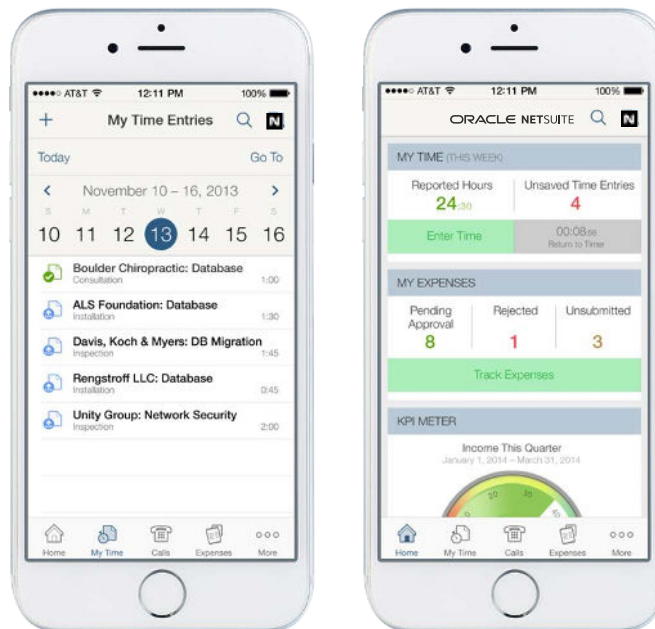 ●●●●○ AT&T 12:11 PM 100%
+ My Time Entries N
Today Go To
< November 10 – 16, 2013 >
S M T W T F S
10 11 12 13 14 15 16
Boulder Chiropractic: Database
Consultation 1:00
ALS Foundation: Database
Installation 1:30
Davis, Koch & Myers: DB Migration
Inspection 1:45
Rengstroff LLC: Database
Installation 0:45
Unity Group: Network Security
Inspection 2:00
Home My Time Calls Expenses More
●●●●○ AT&T 12:11 PM 100%
ORACLE NETSUITE N
MY TIME (THIS WEEK)
Reported Hours Unsaved Time Entries
24:30 4
Enter Time 00:08:58
Return to Timer
MY EXPENSES
Pending Approval Rejected Unsubmitted
8 1 3
Track Expenses
KPI METER
Income This Quarter
January 1, 2014 – March 31, 2014
20 30 40
Home My Time Calls Expenses More